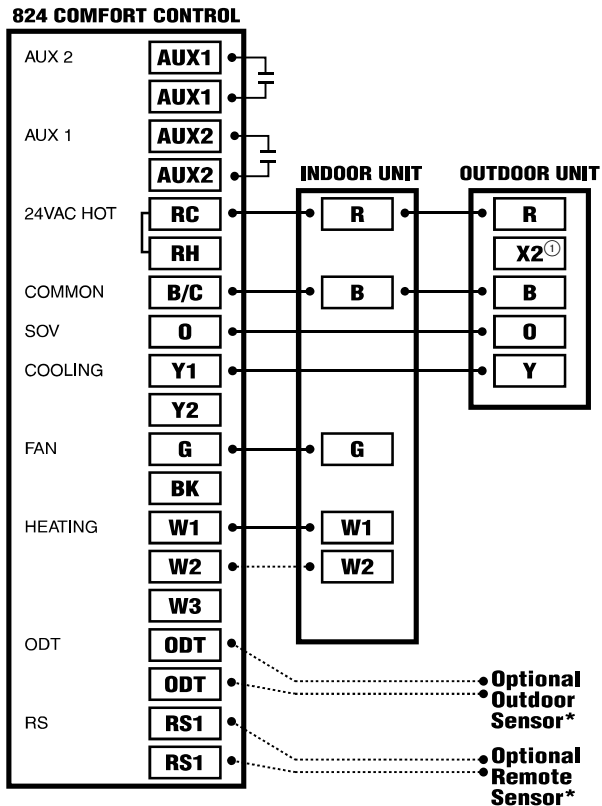 824 COMFORT CONTROL
AUX 2 AUX1
AUX1
AUX 1 AUX2
AUX2
INDOOR UNIT OUTDOOR UNIT
24VAC HOT RC R R
RH X2①
COMMON B/C B B
SOV O O
COOLING Y1 Y
Y2
FAN G G
BK
HEATING W1 W1
W2 W2
W3
ODT ODT
ODT
Optional
Outdoor
Sensor*
RS RS1
RS1
Optional
Remote
Sensor*